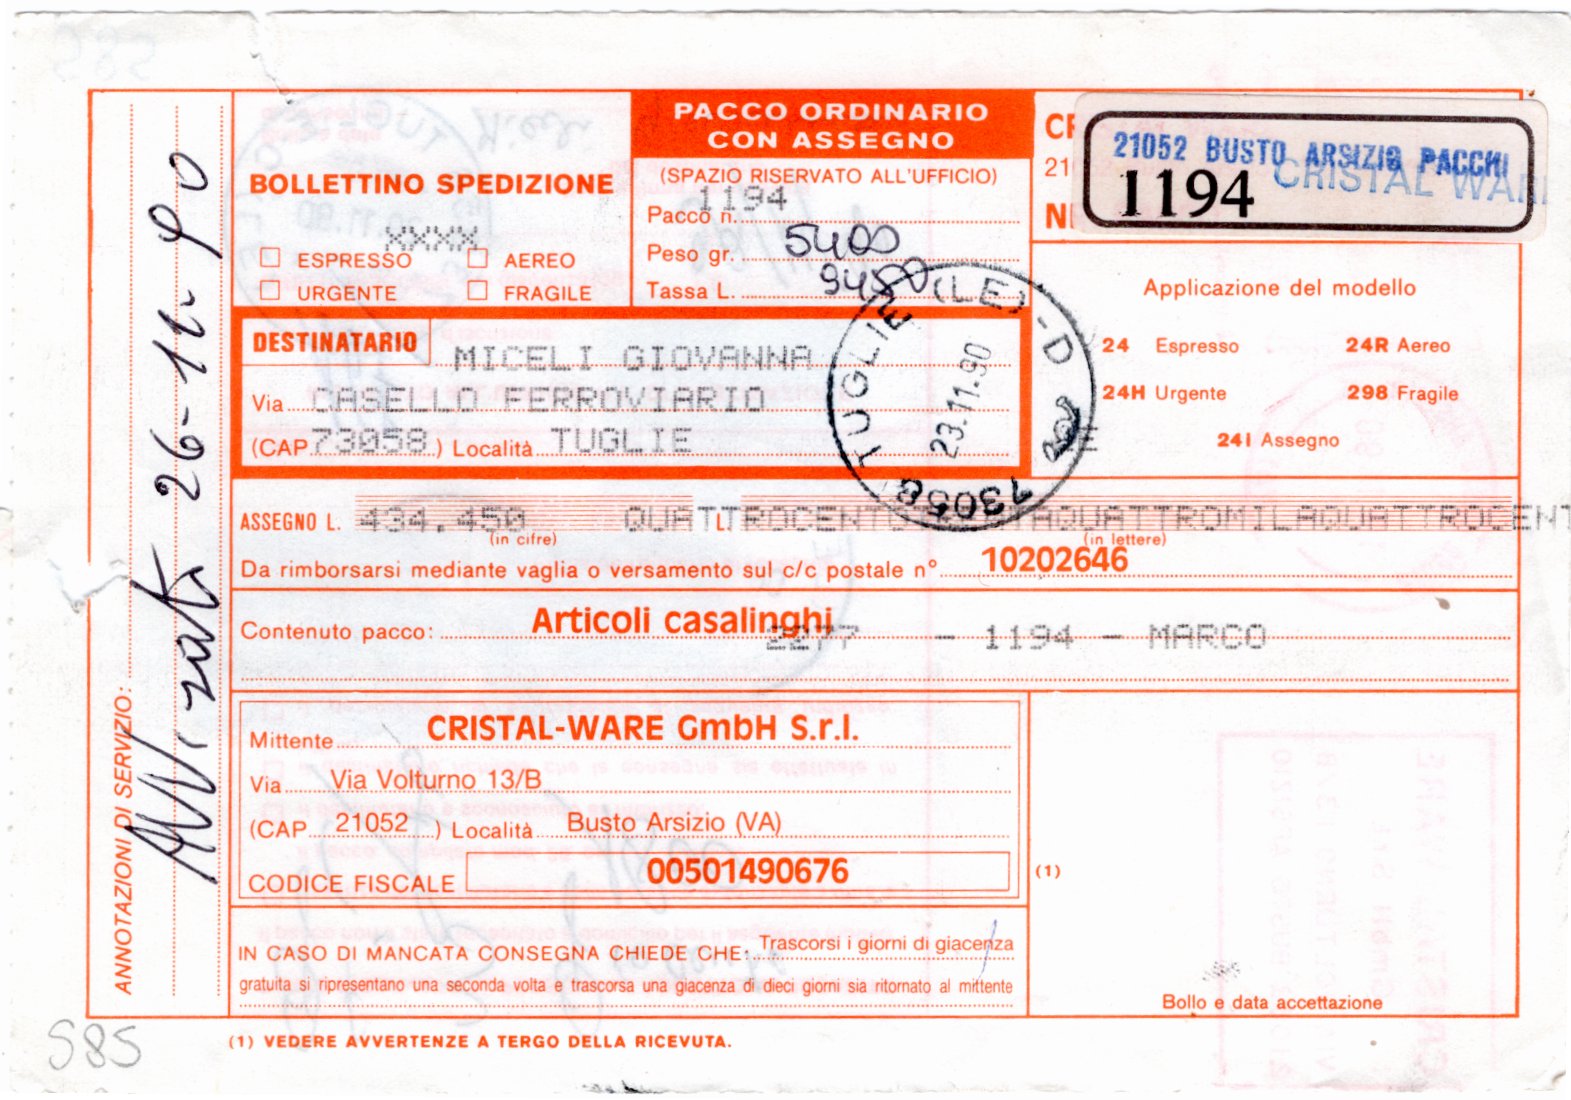 PACCO ORDINARIO
CON ASSEGNO
BOLLETTINO SPEDIZIONE
XXXX
ESPRESSO
AEREO
URGENTE
FRAGILE
(SPAZIO RISERVATO ALL'UFFICIO)
Pacco n. 1194
Peso gr. 5400
Tassa L. 9450
21052 BUSTO ARSIZIO PACCHI
CRISTAL WAR
1194
Applicazione del modello
24 Espresso
24R Aereo
24H Urgente
298 Fragile
24I Assegno
DESTINATARIO MICELI GIOVANNA
Via CASELLO FERROVIARIO
(CAP 73058) Località TUGLIE LE
73058 TUGLIE (LE) - D
23.11.90
ASSEGNO L. 434.450 QUATTROCENTOTRENTAQUATTROMILAQUATTROCENT
(in cifre)
(in lettere)
Da rimborsarsi mediante vaglia o versamento sul c/c postale n° 10202646
Contenuto pacco: Articoli casalinghi
- 1194 - MARCO
Mittente CRISTAL-WARE GmbH S.r.l.
Via Via Volturno 13/B
(CAP 21052) Località Busto Arsizio (VA)
CODICE FISCALE 00501490676
(1)
IN CASO DI MANCATA CONSEGNA CHIEDE CHE: Trascorsi i giorni di giacenza
gratuita si ripresentano una seconda volta e trascorsa una giacenza di dieci giorni sia ritornato al mittente
Bollo e data accettazione
(1) VEDERE AVVERTENZE A TERGO DELLA RICEVUTA.
ANNOTAZIONI DI SERVIZIO:
26-11-90
S85